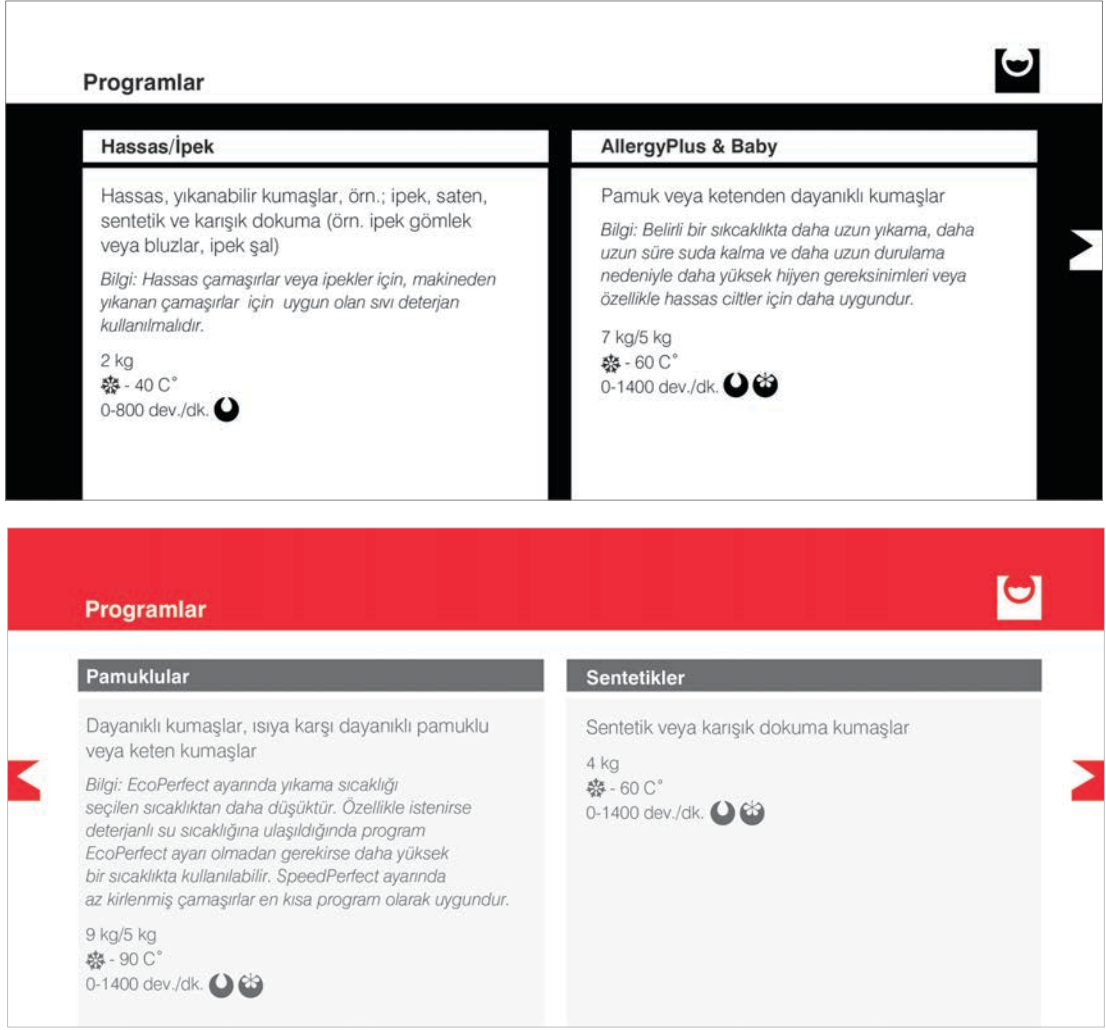 Programlar
Hassas/İpek
Hassas, yıkanabilir kumaşlar, örn.; ipek, saten,
sentetik ve karışık dokuma (örn. ipek gömlek
veya bluzlar, ipek şal)
Bilgi: Hassas çamaşırlar veya ipekler için, makineden
yıkanan çamaşırlar için uygun olan sıvı deterjan
kullanılmalıdır.
2 kg
- 40 C°
0-800 dev./dk.
AllergyPlus & Baby
Pamuk veya ketenden dayanıklı kumaşlar
Bilgi: Belirli bir sıkcaklıkta daha uzun yıkama, daha
uzun süre suda kalma ve daha uzun durulama
nedeniyle daha yüksek hijyen gereksinimleri veya
özellikle hassas ciltler için daha uygundur.
7 kg/5 kg
- 60 C°
0-1400 dev./dk.
Programlar
Pamuklular
Dayanıklı kumaşlar, ısıya karşı dayanıklı pamuklu
veya keten kumaşlar
Bilgi: EcoPerfect ayarında yıkama sıcaklığı
seçilen sıcaklıktan daha düşüktür. Özellikle istenirse
deterjanlı su sıcaklığına ulaşıldığında program
EcoPerfect ayarı olmadan gerekirse daha yüksek
bir sıcaklıkta kullanılabilir. SpeedPerfect ayarında
az kirlenmiş çamaşırlar en kısa program olarak uygundur.
9 kg/5 kg
- 90 C°
0-1400 dev./dk.
Sentetikler
Sentetik veya karışık dokuma kumaşlar
4 kg
- 60 C°
0-1400 dev./dk.